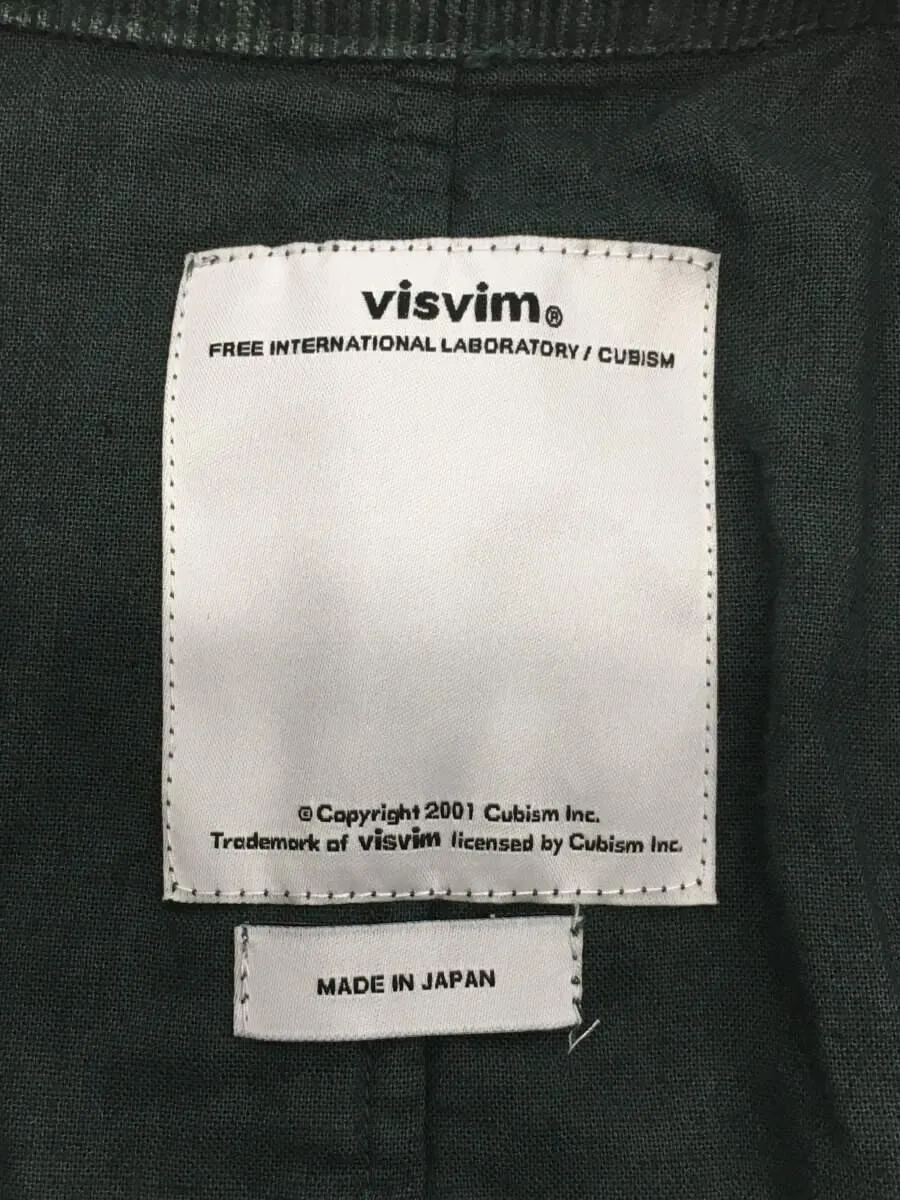 visvim®
FREE INTERNATIONAL LABORATORY / CUBISM
© Copyright 2001 Cubism Inc.
Trademark of visvim licensed by Cubism Inc.
MADE IN JAPAN